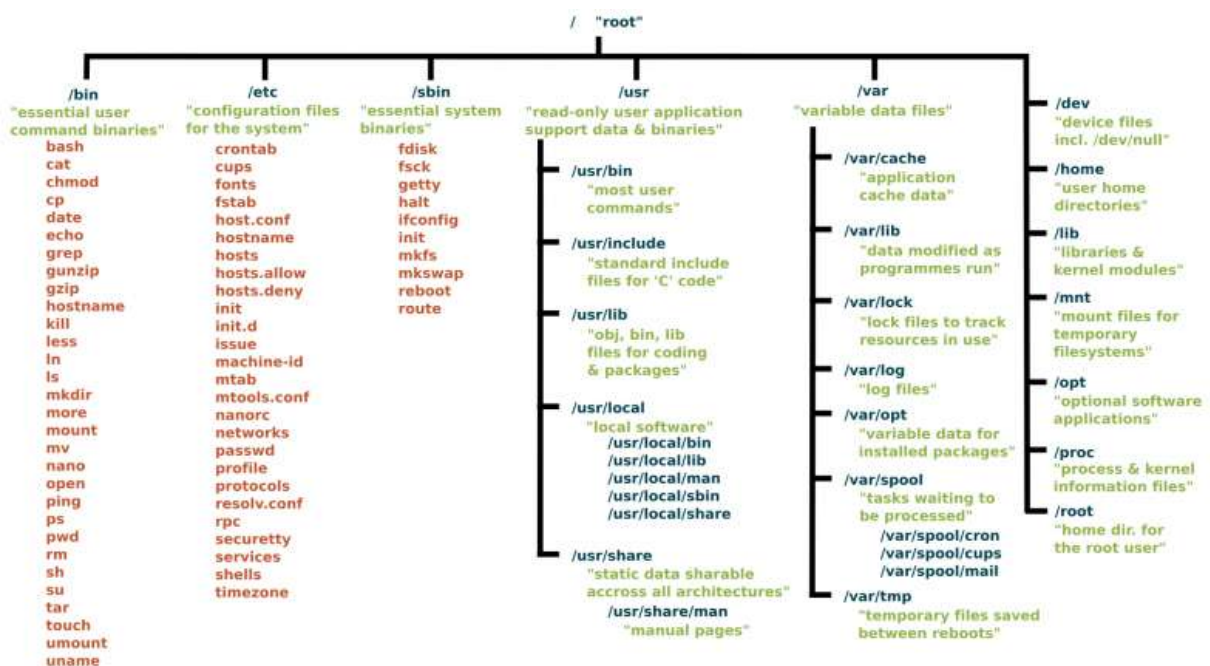 / "root"
/bin
"essential user
command binaries"
bash
cat
chmod
cp
date
echo
grep
gunzip
gzip
hostname
kill
less
ln
ls
mkdir
more
mount
mv
nano
open
ping
ps
pwd
rm
sh
su
tar
touch
umount
uname
/etc
"configuration files
for the system"
crontab
cups
fonts
fstab
host.conf
hostname
hosts
hosts.allow
hosts.deny
init
init.d
issue
machine-id
mtab
mtools.conf
nanorc
networks
passwd
profile
protocols
resolv.conf
rpc
securetty
services
shells
timezone
/sbin
"essential system
binaries"
fdisk
fsck
getty
halt
ifconfig
init
mkfs
mkswap
reboot
route
/usr
"read-only user application
support data & binaries"
/usr/bin
"most user
commands"
/usr/include
"standard include
files for 'C' code"
/usr/lib
"obj, bin, lib
files for coding
& packages"
/usr/local
"local software"
/usr/local/bin
/usr/local/lib
/usr/local/man
/usr/local/sbin
/usr/local/share
/usr/share
"static data sharable
accross all architectures"
/usr/share/man
"manual pages"
/var
"variable data files"
/var/cache
"application
cache data"
/var/lib
"data modified as
programmes run"
/var/lock
"lock files to track
resources in use"
/var/log
"log files"
/var/opt
"variable data for
installed packages"
/var/spool
"tasks waiting to
be processed"
/var/spool/cron
/var/spool/cups
/var/spool/mail
/var/tmp
"temporary files saved
between reboots"
/dev
"device files
incl. /dev/null"
/home
"user home
directories"
/lib
"libraries &
kernel modules"
/mnt
"mount files for
temporary
filesystems"
/opt
"optional software
applications"
/proc
"process & kernel
information files"
/root
"home dir. for
the root user"